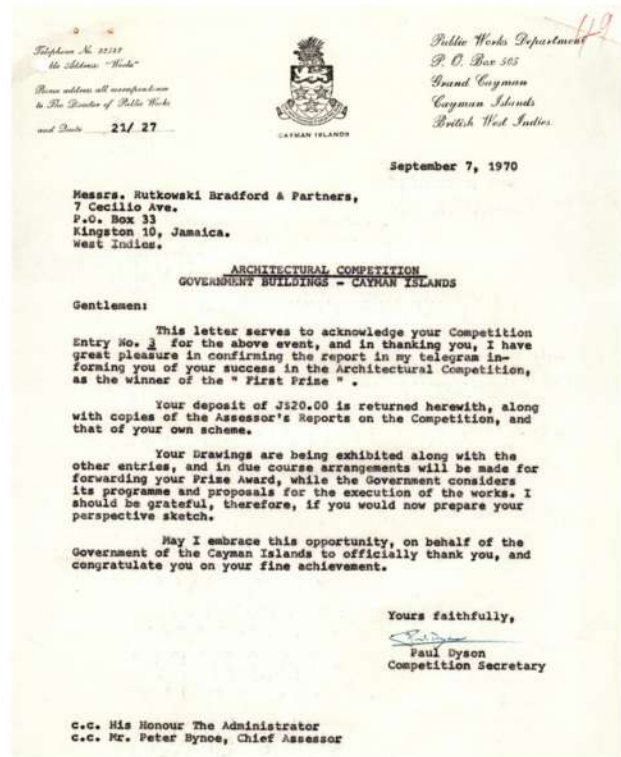 49
Telephone No. 22522
ble Address: "Works"
Please address all correspondence
to The Director of Public Works
and Quote 21/ 27
CAYMAN ISLANDS
Public Works Department
P. O. Box 505
Grand Cayman
Cayman Islands
British West Indies.
September 7, 1970
Messrs. Rutkowski Bradford & Partners,
7 Cecilio Ave.
P.O. Box 33
Kingston 10, Jamaica.
West Indies.
ARCHITECTURAL COMPETITION
GOVERNMENT BUILDINGS - CAYMAN ISLANDS
Gentlemen:
This letter serves to acknowledge your Competition
Entry No. 3 for the above event, and in thanking you, I have
great pleasure in confirming the report in my telegram in-
forming you of your success in the Architectural Competition,
as the winner of the " First Prize " .
Your deposit of J$20.00 is returned herewith, along
with copies of the Assessor's Reports on the Competition, and
that of your own scheme.
Your Drawings are being exhibited along with the
other entries, and in due course arrangements will be made for
forwarding your Prize Award, while the Government considers
its programme and proposals for the execution of the works. I
should be grateful, therefore, if you would now prepare your
perspective sketch.
May I embrace this opportunity, on behalf of the
Government of the Cayman Islands to officially thank you, and
congratulate you on your fine achievement.
Yours faithfully,
Paul Dyson
Paul Dyson
Competition Secretary
c.c. His Honour The Administrator
c.c. Mr. Peter Bynoe, Chief Assessor